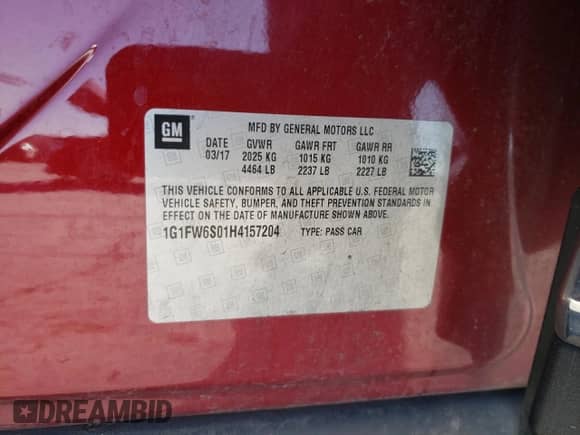 GM
MFD BY GENERAL MOTORS LLC
DATE GVWR GAWR FRT GAWR RR
03/17 2025 KG 1015 KG 1010 KG
4464 LB 2237 LB 2227 LB
THIS VEHICLE CONFORMS TO ALL APPLICABLE U.S. FEDERAL MOTOR
VEHICLE SAFETY, BUMPER, AND THEFT PREVENTION STANDARDS
IN EFFECT ON THE DATE OF MANUFACTURE SHOWN ABOVE.
1G1FW6S01H4157204 TYPE: PASS CAR
DREAMBID